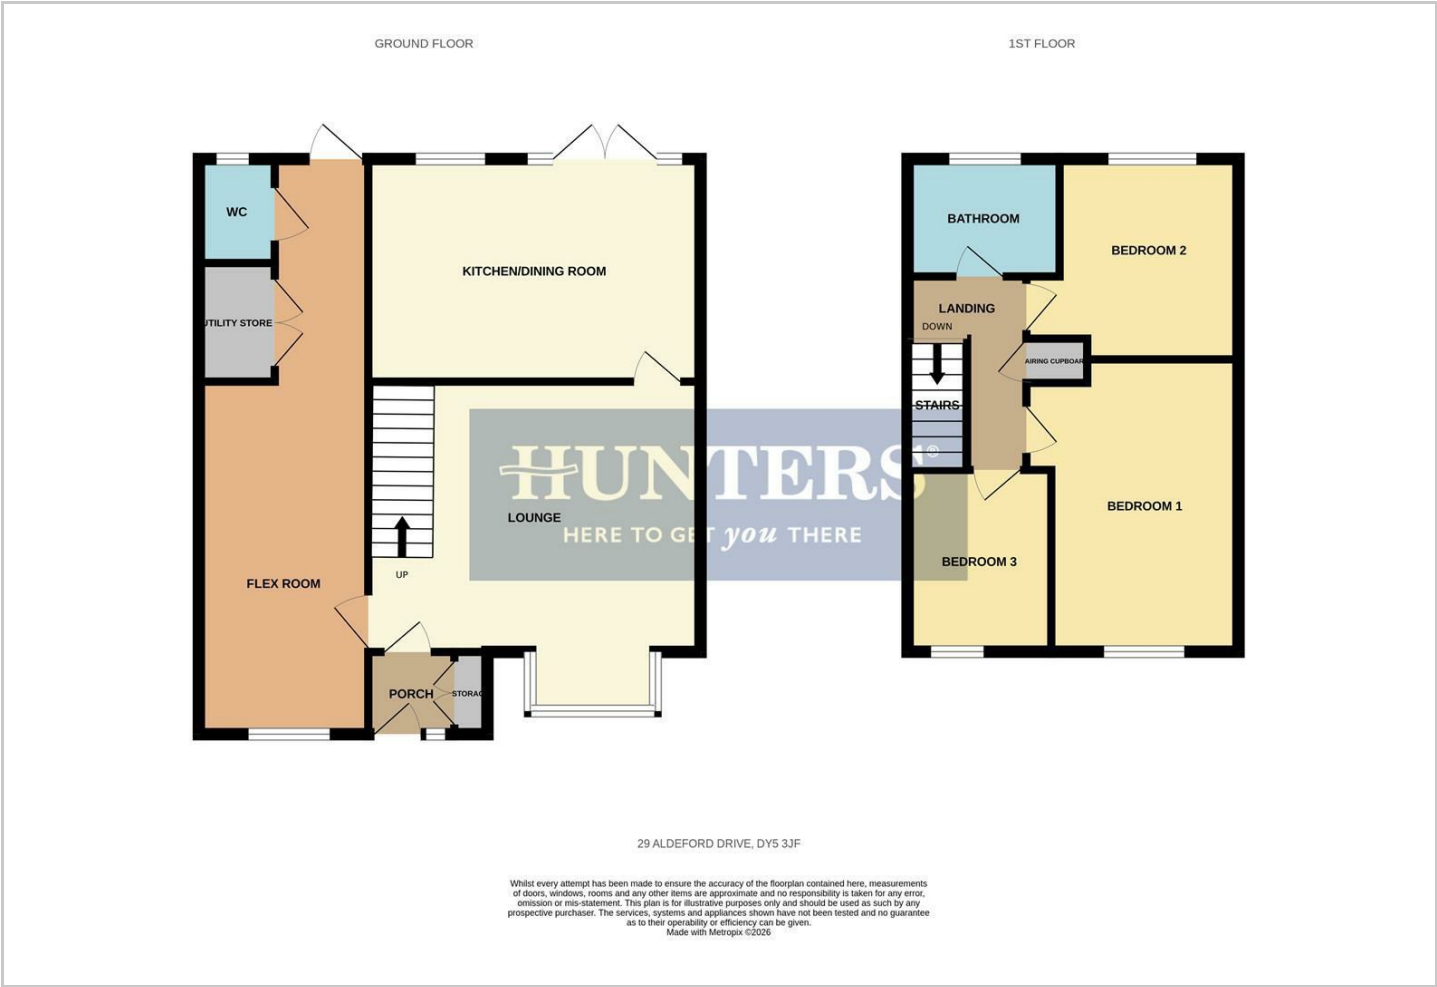 GROUND FLOOR
1ST FLOOR
WC
UTILITY STORE
KITCHEN/DINING ROOM
FLEX ROOM
LOUNGE
UP
PORCH
STORAG
BATHROOM
BEDROOM 2
LANDING
DOWN
AIRING CUPBOAR
STAIRS
BEDROOM 1
BEDROOM 3
HUNTERS®
HERE TO GET you THERE
29 ALDEFORD DRIVE, DY5 3JF
Whilst every attempt has been made to ensure the accuracy of the floorplan contained here, measurements
of doors, windows, rooms and any other items are approximate and no responsibility is taken for any error,
omission or mis-statement. This plan is for illustrative purposes only and should be used as such by any
prospective purchaser. The services, systems and appliances shown have not been tested and no guarantee
as to their operability or efficiency can be given.
Made with Metropix ©2026